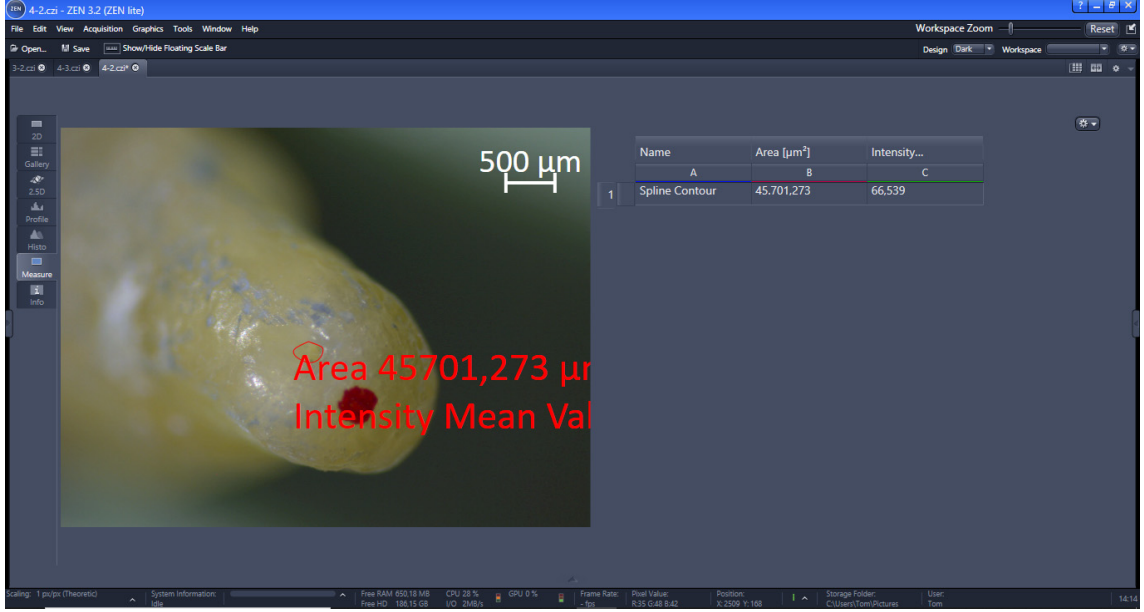 ZEN 4-2.czi - ZEN 3.2 (ZEN lite)
File Edit View Acquisition Graphics Tools Window Help Workspace Zoom Reset
Open... Save Show/Hide Floating Scale Bar Design Dark Workspace
3-2.czi 4-3.czi 4-2.czi*
2D
Gallery
2.5D
Profile
Histo
Measure
Info
500 µm
Area 45701,273 µm
Intensity Mean Val
Name Area [µm²] Intensity...
A B C
1 Spline Contour 45.701,273 66,539
Scaling: 1 px/px (Theoretic) System Information: Free RAM 650,18 MB CPU 28 % GPU 0 % Frame Rate: Pixel Value: Position: Storage Folder: User:
Idle Free HD 186,15 GB I/O 2MB/s - fps R:35 G:48 B:42 X:2509 Y:168 C:\Users\Tom\Pictures Tom 14:14